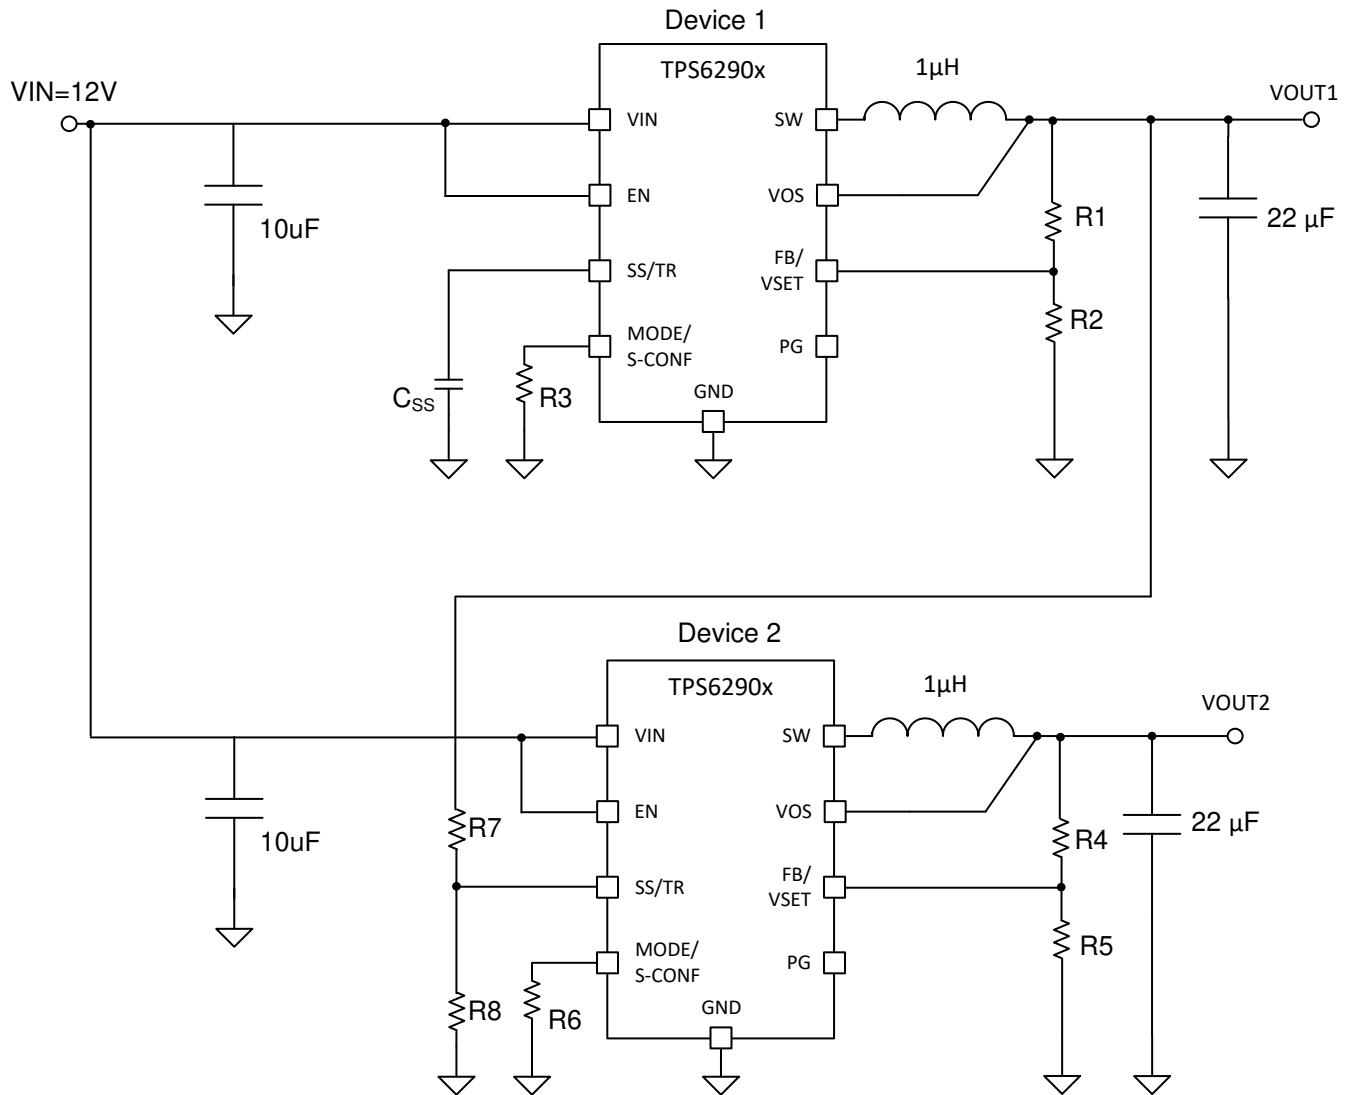 Device 1
TPS6290x
1µH
VIN=12V
VOUT1
VIN
SW
EN
VOS
10uF
R1
22 µF
SS/TR
FB/
VSET
R2
MODE/
S-CONF
PG
CSS
R3
GND
Device 2
TPS6290x
1µH
VOUT2
VIN
SW
EN
VOS
10uF
R7
R4
22 µF
SS/TR
FB/
VSET
R5
MODE/
S-CONF
PG
R8
R6
GND